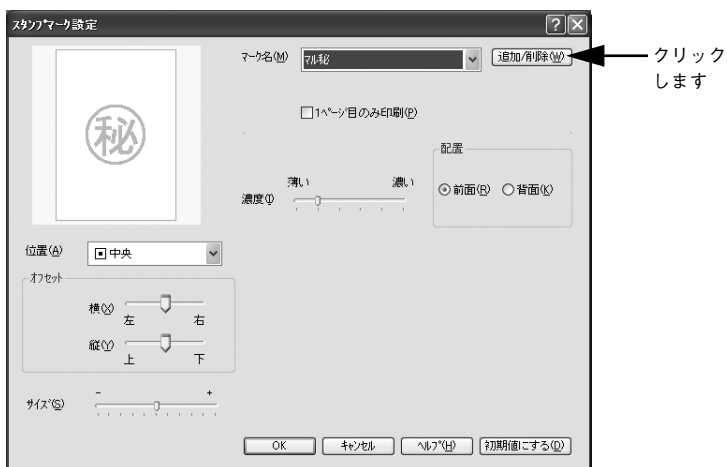 スタンプマーク設定
マーク名(M) マル秘 追加/削除(W)
クリック
します
1ページ目のみ印刷(P)
秘
配置
前面(R) 背面(K)
薄い 濃い
濃度(I)
位置(A) 中央
オフセット
横(X)
左 右
縦(Y)
上 下
サイズ(S) - +
OK キャンセル ヘルプ(H) 初期値にする(D)